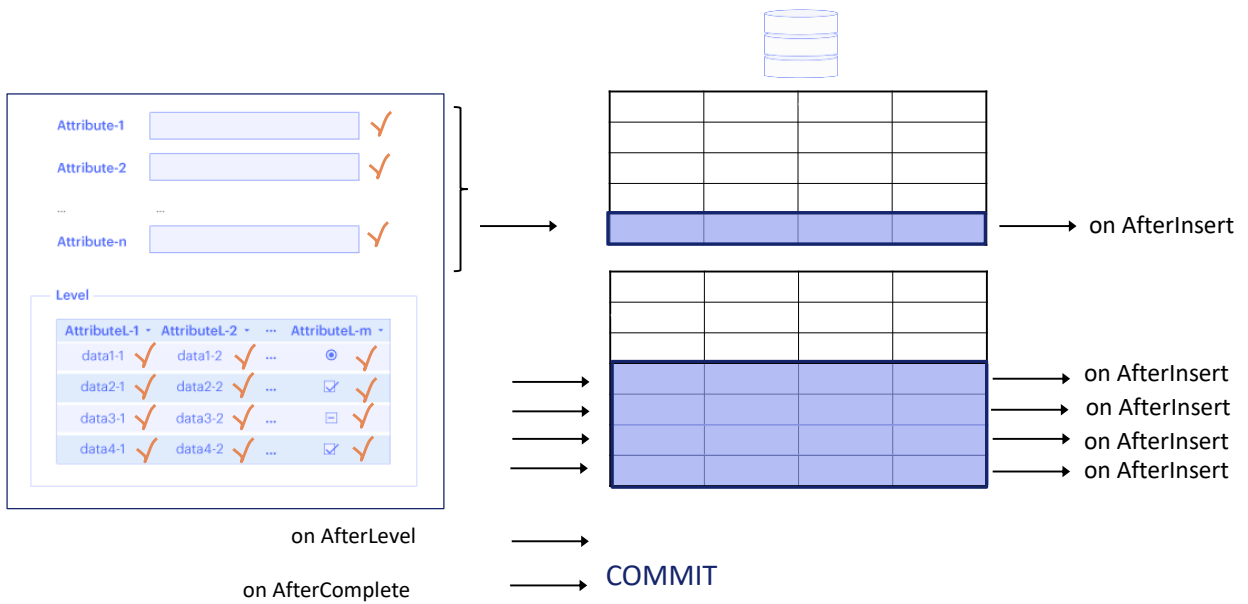 Attribute-1
Attribute-2
... ...
Attribute-n
on AfterInsert
Level
AttributeL-1 AttributeL-2 ... AttributeL-m
data1-1 data1-2 ...
data2-1 data2-2 ...
data3-1 data3-2 ...
data4-1 data4-2 ...
on AfterInsert
on AfterInsert
on AfterInsert
on AfterInsert
on AfterLevel
on AfterComplete
COMMIT